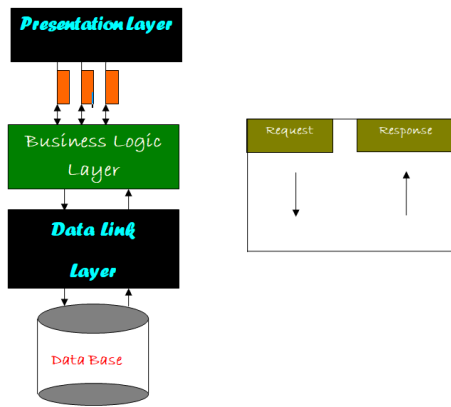 Presentation Layer
Business Logic
Layer
Request
Response
Data Link
Layer
Data Base